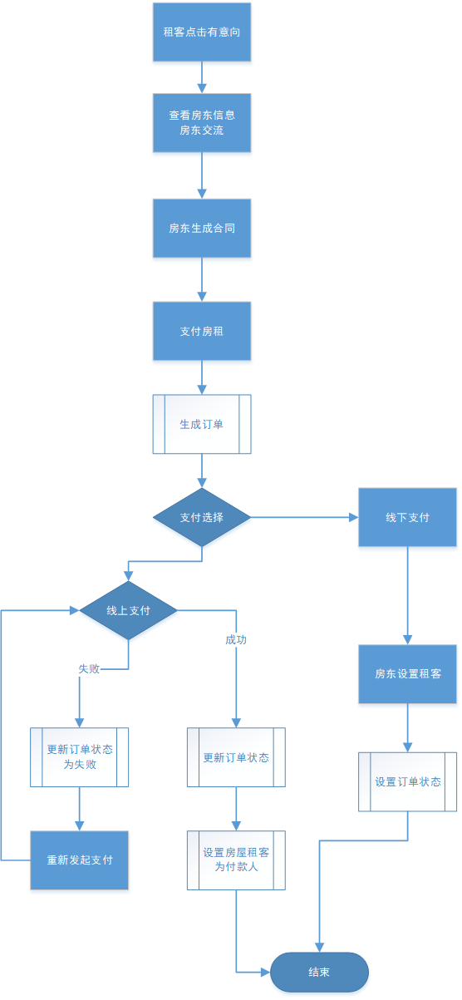 租客点击有意向
查看房东信息
房东交流
房东生成合同
支付房租
生成订单
支付选择
线下支付
线上支付
成功
失败
房东设置租客
更新订单状态
为失败
更新订单状态
设置订单状态
重新发起支付
设置房屋租客
为付款人
结束